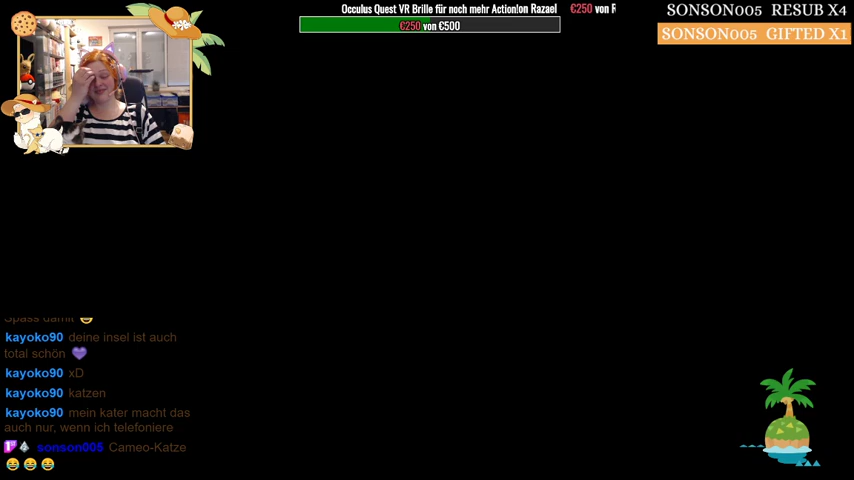 Occulus Quest VR Brille für noch mehr Action!on Razael €250 von
€250 von €500
SONSON005 RESUB X4
SONSON005 GIFTED X1
Spass damit
kayoko90 deine insel ist auch
total schön
kayoko90 xD
kayoko90 katzen
kayoko90 mein kater macht das
auch nur, wenn ich telefoniere
sonson005 Cameo-Katze